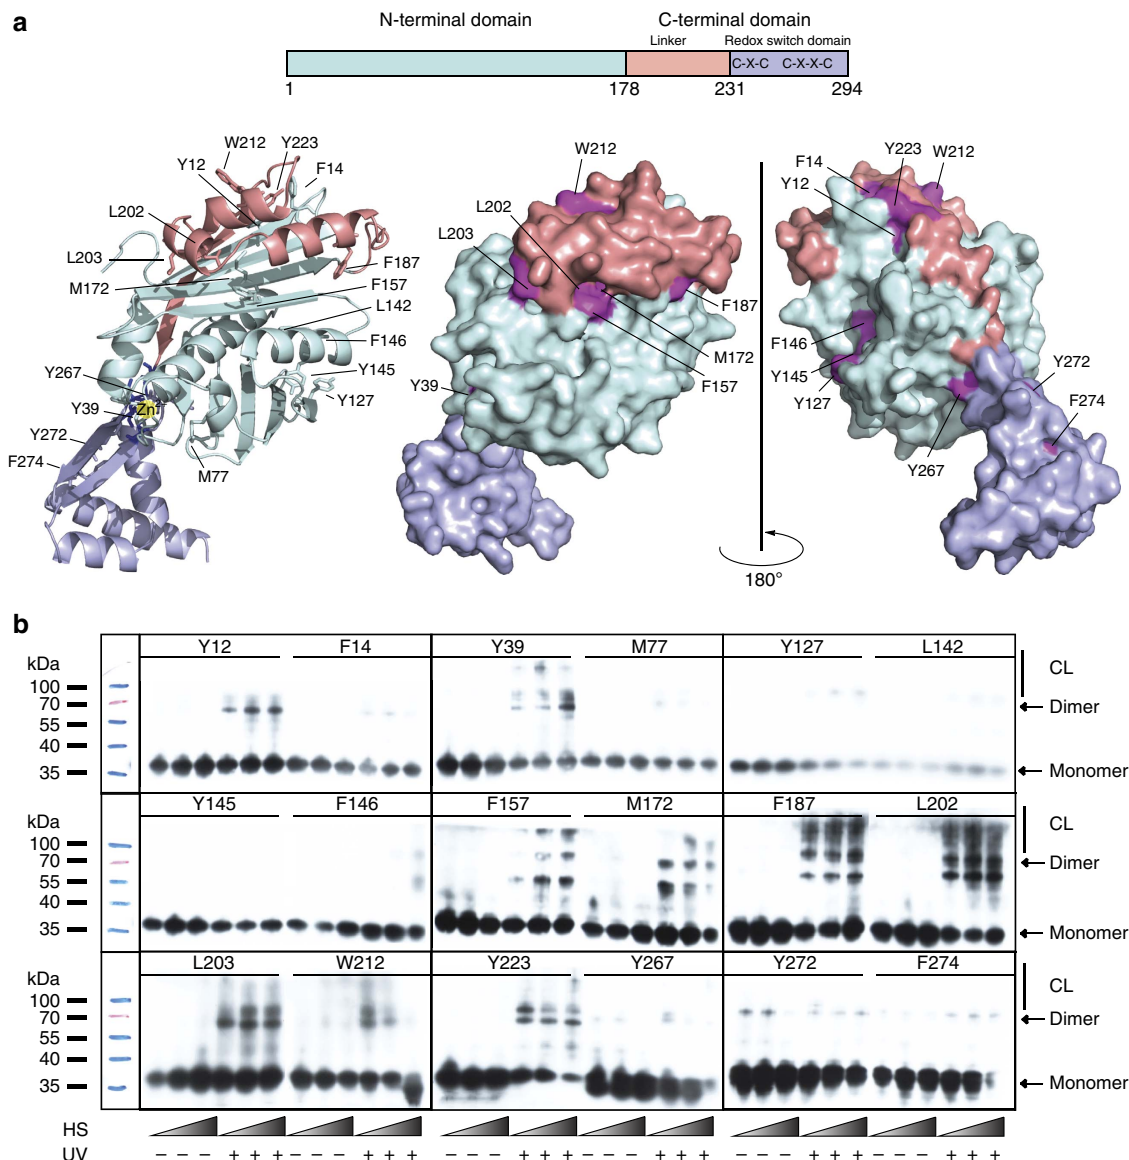 a
N-terminal domain
C-terminal domain
Linker
Redox switch domain
C-X-C
C-X-X-C
1
178
231
294
W212
Y223
Y12
F14
L202
L203
F187
M172
F157
L142
F146
Y267
Y145
Y39
Zn
Y127
Y272
F274
M77
W212
L202
L203
F187
M172
Y39
F157
Y223
F14
W212
Y12
F146
Y272
Y145
Y127
F274
Y267
180°
b
Y12
F14
Y39
M77
Y127
L142
kDa
CL
100
70
Dimer
55
40
35
Monomer
Y145
F146
F157
M172
F187
L202
kDa
CL
100
70
Dimer
55
40
35
Monomer
L203
W212
Y223
Y267
Y272
F274
kDa
CL
100
70
Dimer
55
40
35
Monomer
HS
UV
– – – + + + – – – + + + – – – + + + – – – + + + – – – + + + – – – + + +